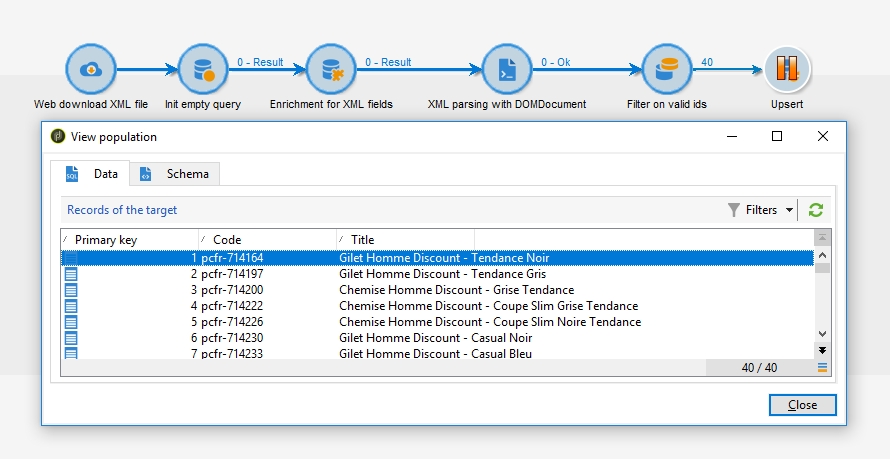 0 - Result 0 - Result 0 - Ok 40
Web download XML file Init empty query Enrichment for XML fields XML parsing with DOMDocument Filter on valid ids Upsert
View population
Data Schema
Records of the target Filters
Primary key Code Title
1 pcfr-714164 Gilet Homme Discount - Tendance Noir
2 pcfr-714197 Gilet Homme Discount - Tendance Gris
3 pcfr-714200 Chemise Homme Discount - Grise Tendance
4 pcfr-714222 Chemise Homme Discount - Coupe Slim Grise Tendance
5 pcfr-714226 Chemise Homme Discount - Coupe Slim Noire Tendance
6 pcfr-714230 Gilet Homme Discount - Casual Noir
7 pcfr-714233 Gilet Homme Discount - Casual Bleu
40 / 40
Close